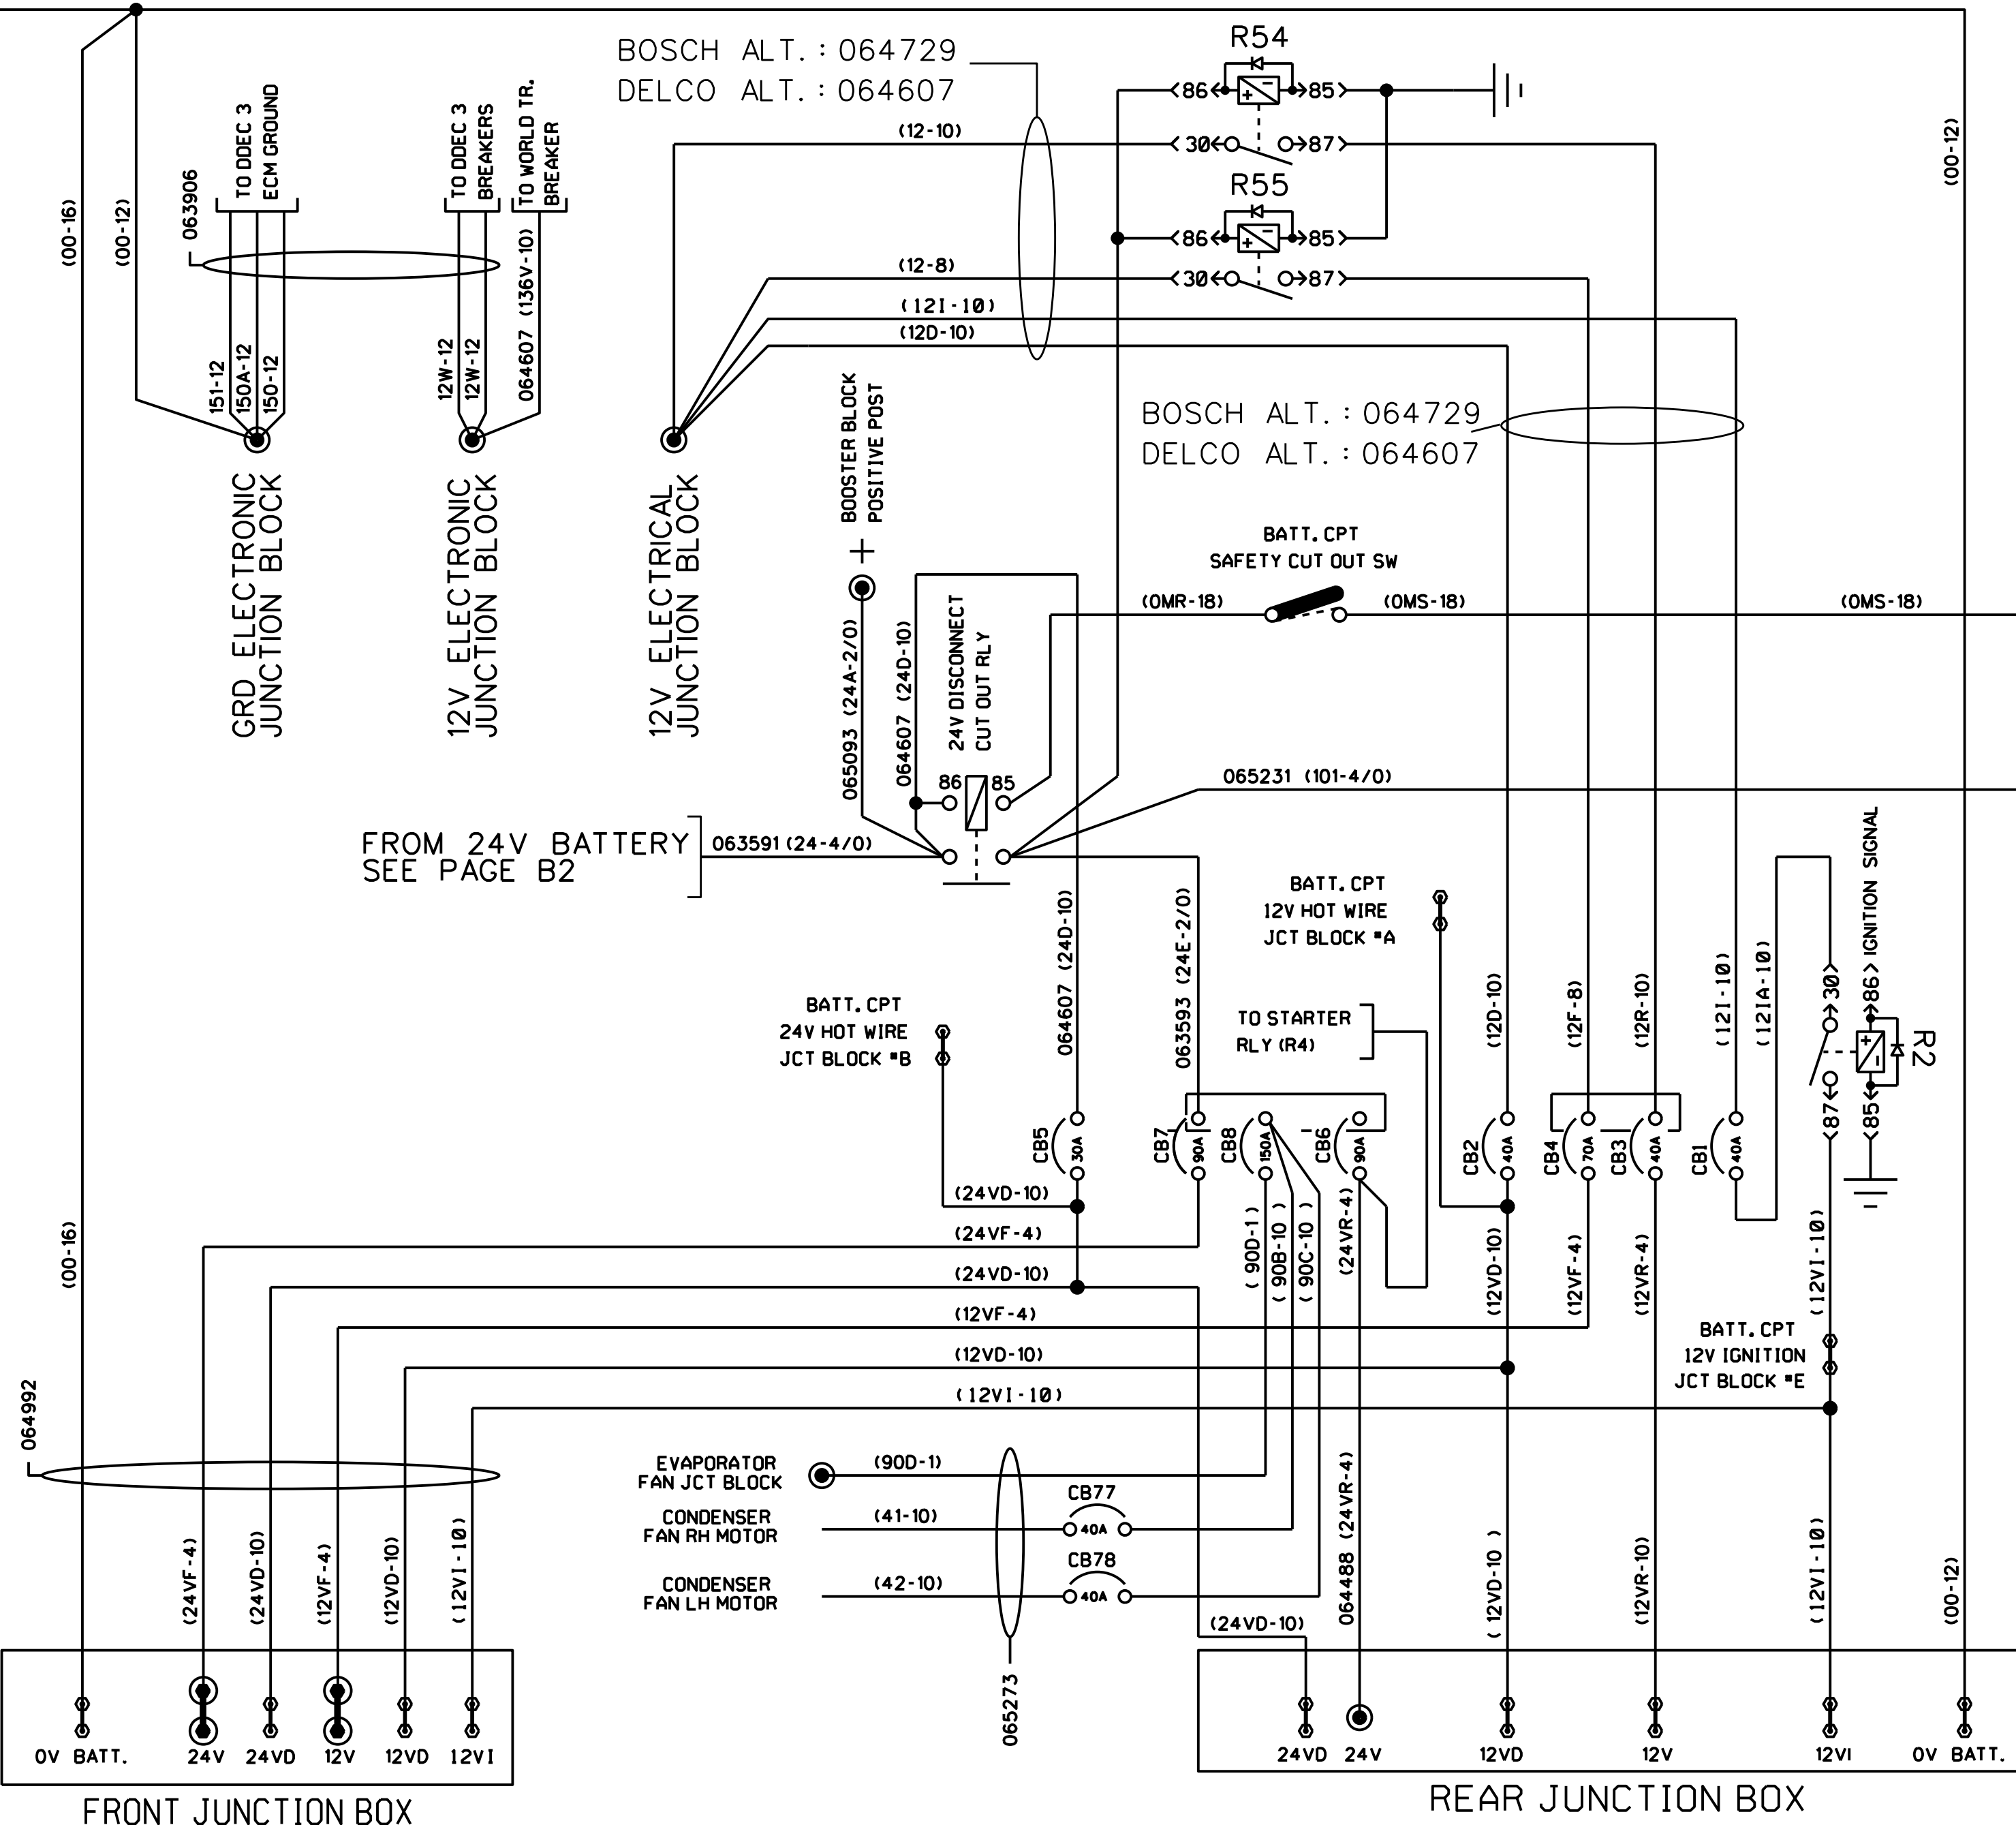 BOSCH ALT. : 064729
DELCO ALT. : 064607
R54
86
85
(12-10)
30
87
R55
86
85
(12-8)
30
87
(12I-10)
(12D-10)
(00-16)
(00-12)
063906
TO DDEC 3
ECM GROUND
TO DDEC 3
BREAKERS
TO WORLD TR.
BREAKER
151-12
150A-12
150-12
12W-12
12W-12
064607 (136V-10)
(00-12)
GRD ELECTRONIC
JUNCTION BLOCK
12V ELECTRONIC
JUNCTION BLOCK
12V ELECTRICAL
JUNCTION BLOCK
BOOSTER BLOCK
POSITIVE POST
+
BOSCH ALT. : 064729
DELCO ALT. : 064607
BATT. CPT
SAFETY CUT OUT SW
(0MR-18)
(0MS-18)
(0MS-18)
065093 (24A-2/0)
064607 (24D-10)
24V DISCONNECT
CUT OUT RLY
86
85
065231 (101-4/0)
FROM 24V BATTERY
SEE PAGE B2
063591 (24-4/0)
BATT. CPT
12V HOT WIRE
JCT BLOCK "A
BATT. CPT
24V HOT WIRE
JCT BLOCK "B
064607 (24D-10)
063593 (24E-2/0)
TO STARTER
RLY (R4)
(12D-10)
(12F-8)
(12R-10)
(12I-10)
(12IA-10)
30
86
IGNITION SIGNAL
R2
87
85
CB5
30A
CB7
90A
CB8
150A
CB6
90A
CB2
40A
CB4
70A
CB3
40A
CB1
40A
(24VD-10)
(24VF-4)
(24VD-10)
(12VF-4)
(12VD-10)
(12VI-10)
(90D-1)
(90B-10)
(90C-10)
(24VR-4)
(12VD-10)
(12VF-4)
(12VR-4)
(12VI-10)
BATT. CPT
12V IGNITION
JCT BLOCK "E
(00-16)
064992
EVAPORATOR
FAN JCT BLOCK
(90D-1)
CONDENSER
FAN RH MOTOR
(41-10)
CB77
40A
CONDENSER
FAN LH MOTOR
(42-10)
CB78
40A
065273
(24VF-4)
(24VD-10)
(12VF-4)
(12VD-10)
(12VI-10)
(24VD-10)
064488 (24VR-4)
(12VD-10)
(12VR-10)
(12VI-10)
(00-12)
0V BATT.
24V
24VD
12V
12VD
12VI
FRONT JUNCTION BOX
24VD
24V
12VD
12V
12VI
0V BATT.
REAR JUNCTION BOX